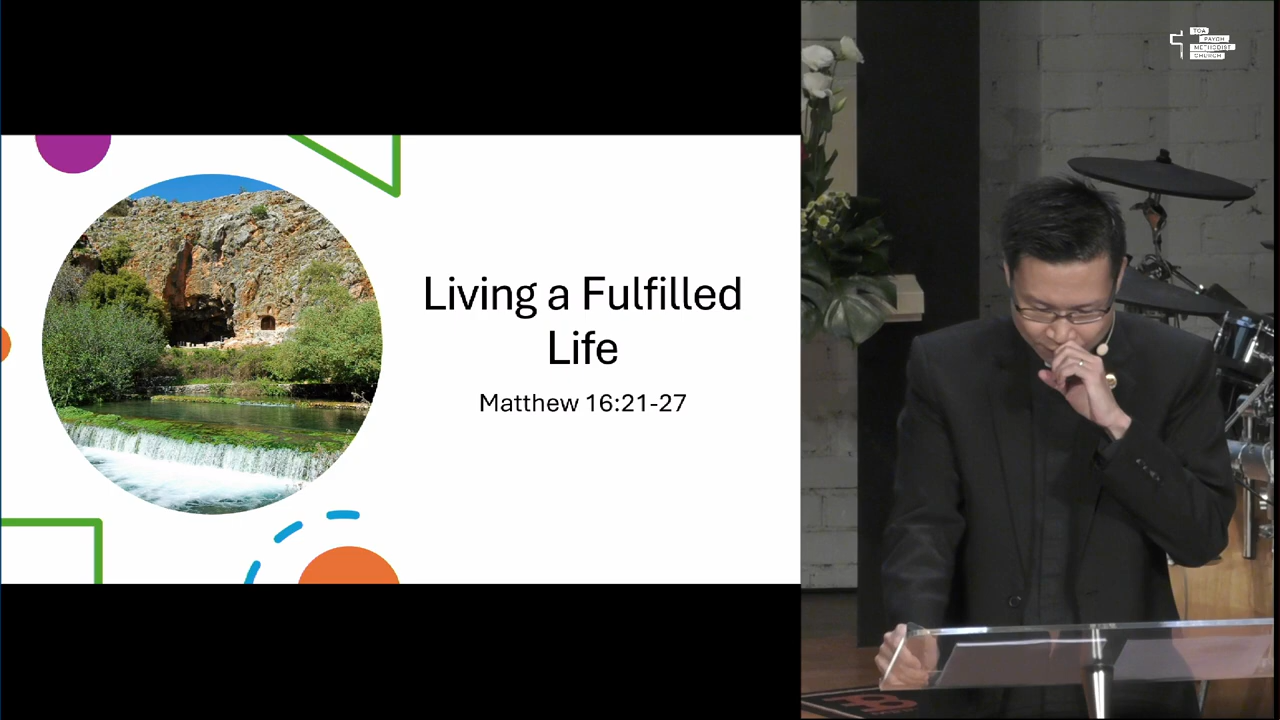 Living a Fulfilled
Life
Matthew 16:21-27
TOA
PAYOH
METHODIST
CHURCH